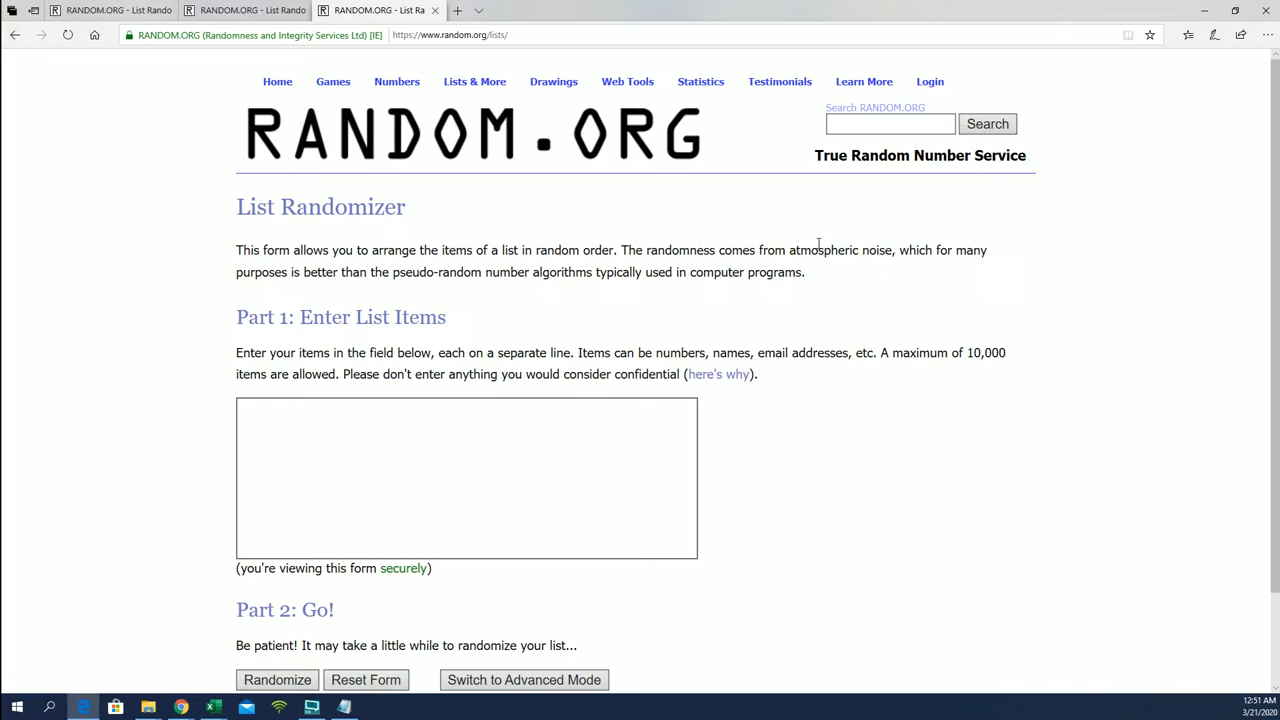 RANDOM.ORG - List Rando
RANDOM.ORG - List Rando
RANDOM.ORG - List Ra
RANDOM.ORG (Randomness and Integrity Services Ltd) [IE]
https://www.random.org/lists/
Home Games Numbers Lists & More Drawings Web Tools Statistics Testimonials Learn More Login
RANDOM.ORG
Search RANDOM.ORG
Search
True Random Number Service
List Randomizer
This form allows you to arrange the items of a list in random order. The randomness comes from atmospheric noise, which for many
purposes is better than the pseudo-random number algorithms typically used in computer programs.
Part 1: Enter List Items
Enter your items in the field below, each on a separate line. Items can be numbers, names, email addresses, etc. A maximum of 10,000
items are allowed. Please don't enter anything you would consider confidential (here's why).
(you're viewing this form securely)
Part 2: Go!
Be patient! It may take a little while to randomize your list...
Randomize Reset Form Switch to Advanced Mode
12:51 AM
3/21/2020